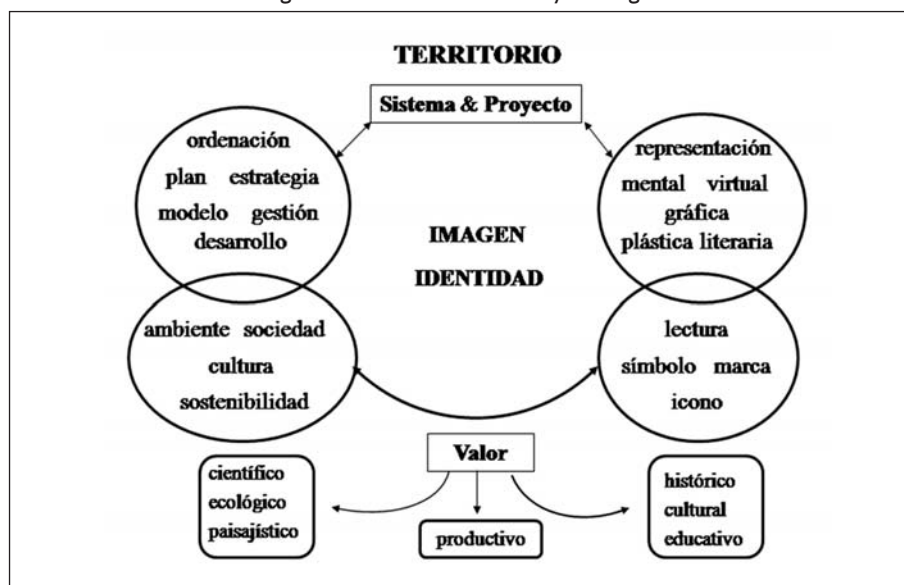 TERRITORIO
Sistema & Proyecto
ordenación
plan estrategia
modelo gestión
desarrollo
representación
mental virtual
gráfica
plástica literaria
IMAGEN
IDENTIDAD
ambiente sociedad
cultura
sostenibilidad
lectura
símbolo marca
icono
Valor
científico
ecológico
paisajístico
productivo
histórico
cultural
educativo